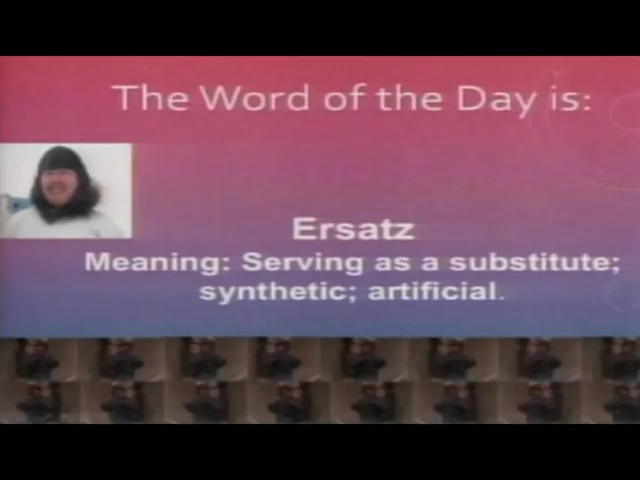 The Word of the Day is:
Ersatz
Meaning: Serving as a substitute;
synthetic; artificial.